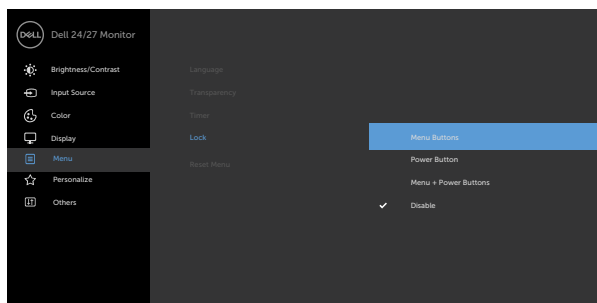 DELL
Dell 24/27 Monitor
Brightness/Contrast
Input Source
Color
Display
Menu
Personalize
Others
Language
Transparency
Timer
Lock
Reset Menu
Menu Buttons
Power Button
Menu + Power Buttons
Disable